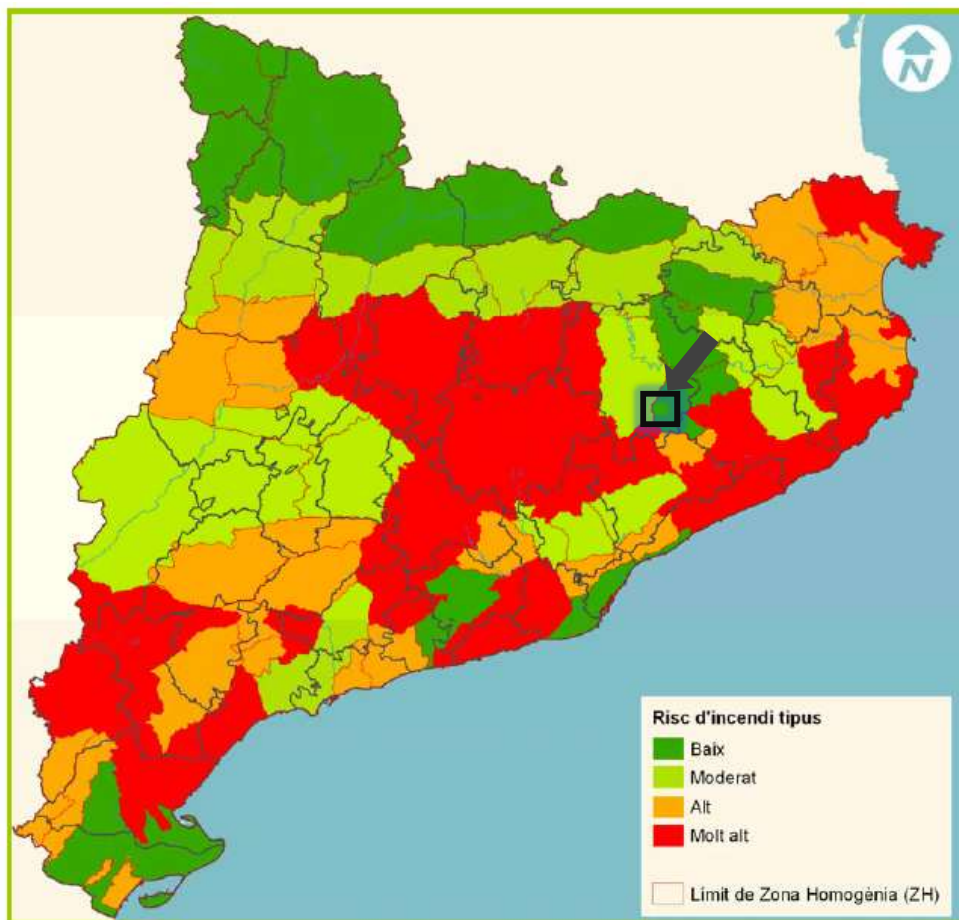 N
Risc d'incendi tipus
Baix
Moderat
Alt
Molt alt
Límit de Zona Homogènia (ZH)